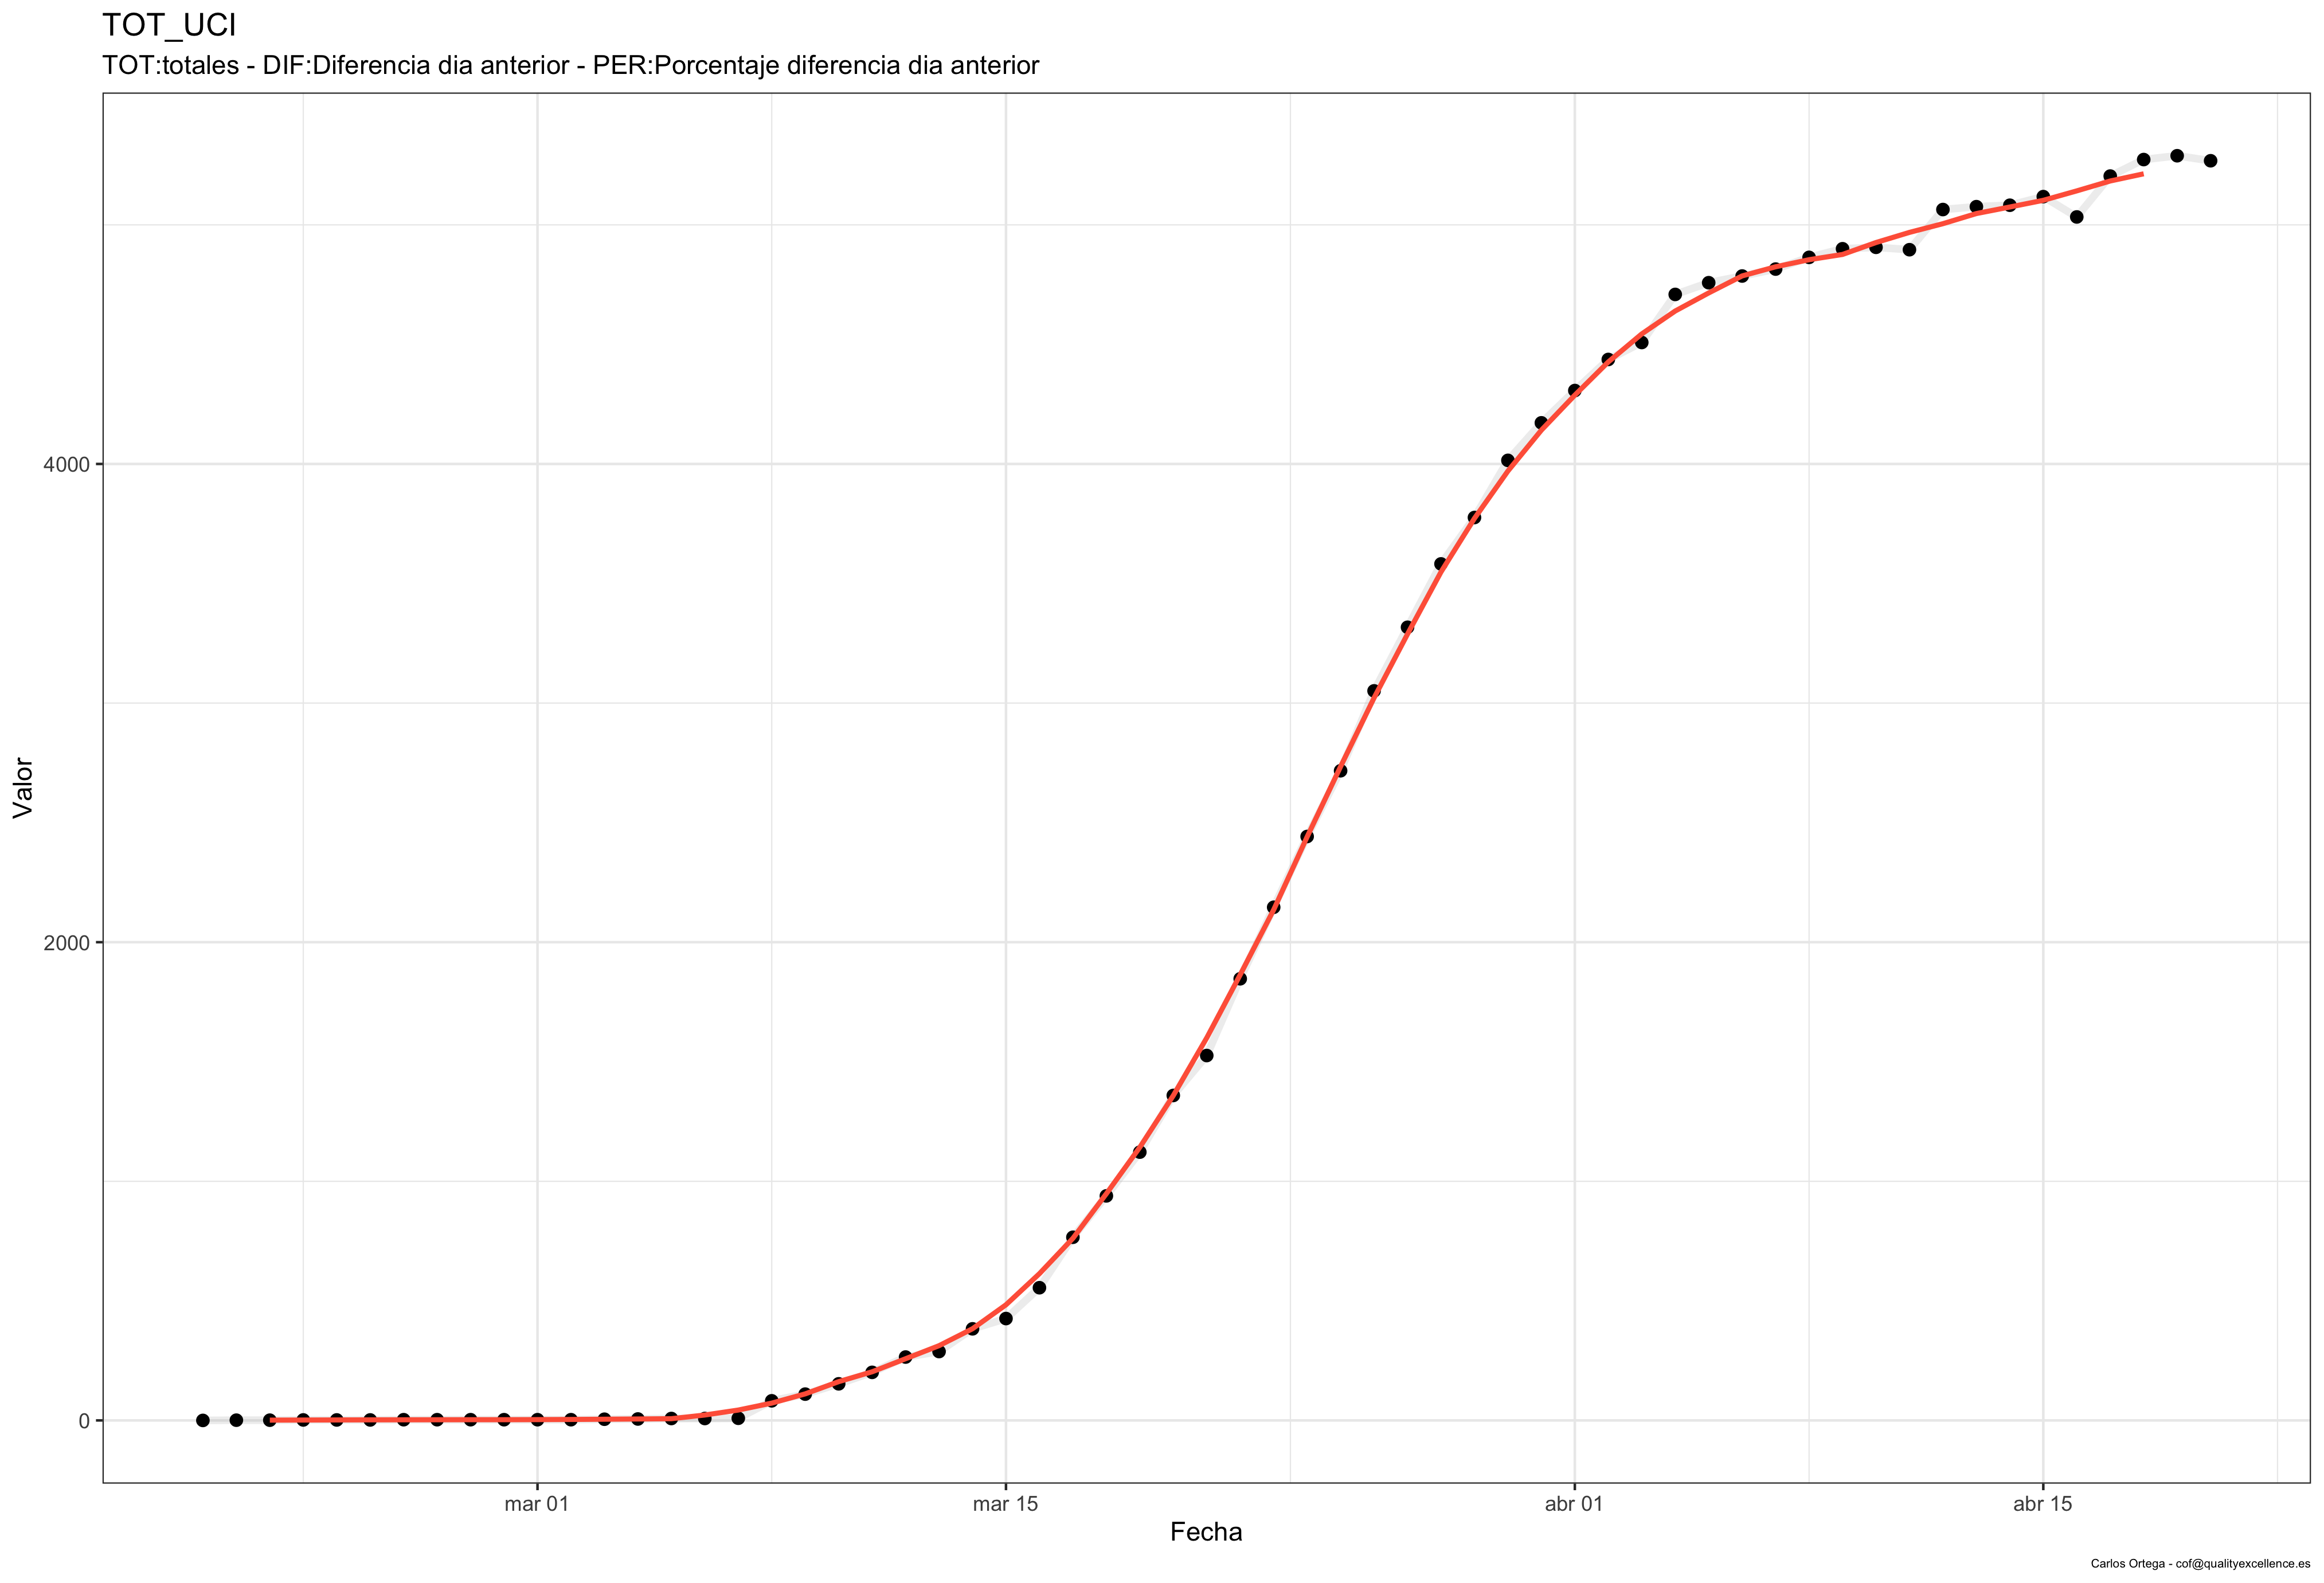 TOT_UCI
TOT:totales - DIF:Diferencia dia anterior - PER:Porcentaje diferencia dia anterior
Valor
4000
2000
0
mar 01
mar 15
abr 01
abr 15
Fecha
Carlos Ortega - cof@qualityexcellence.es